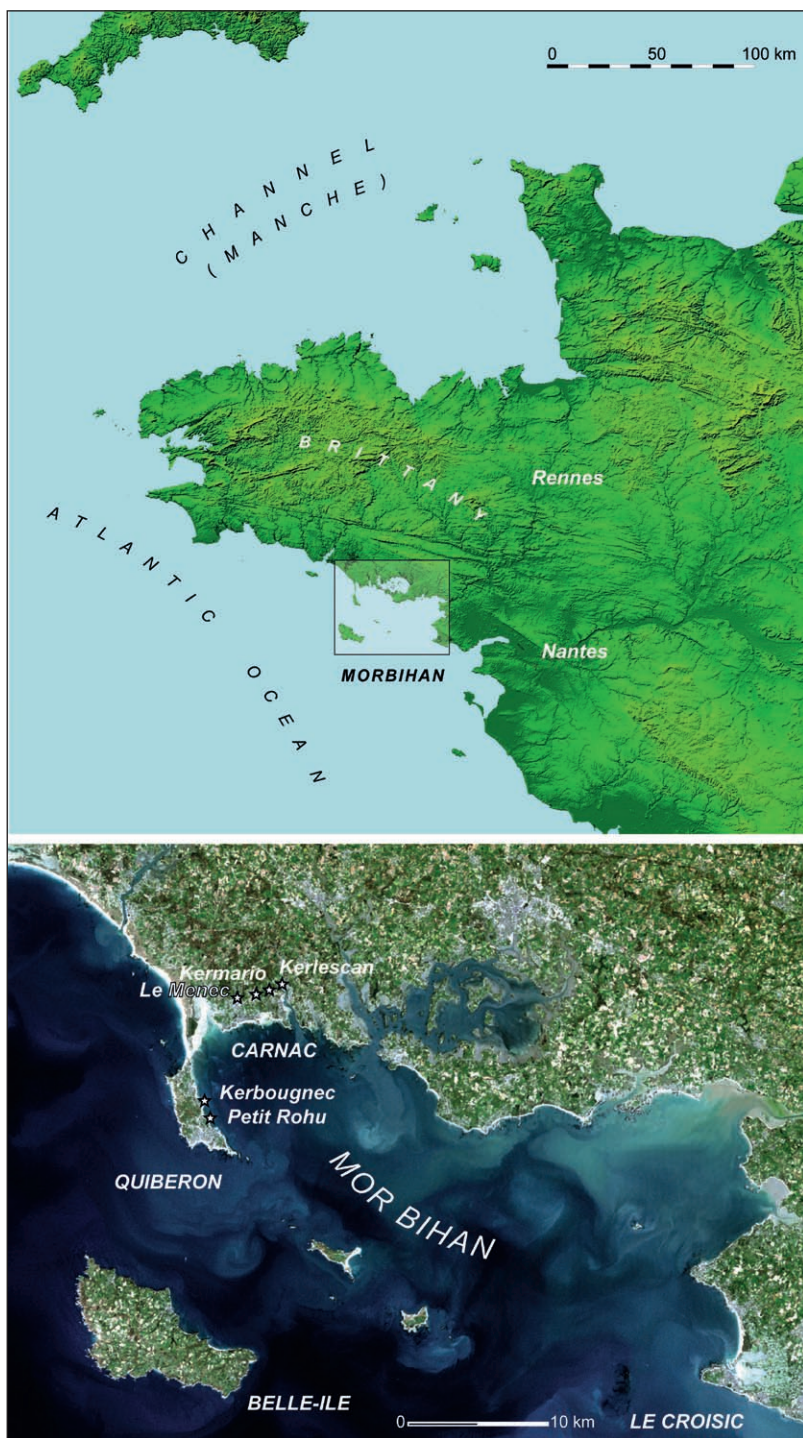 0 50 100 km
CHANNEL
(MANCHE)
BRITTANY
Rennes
ATLANTIC OCEAN
Nantes
MORBIHAN
Kermario Kerlescan
Le Menec
CARNAC
Kerbougnec
Petit Rohu
QUIBERON
MOR BIHAN
BELLE-ILE
0 10 km
LE CROISIC